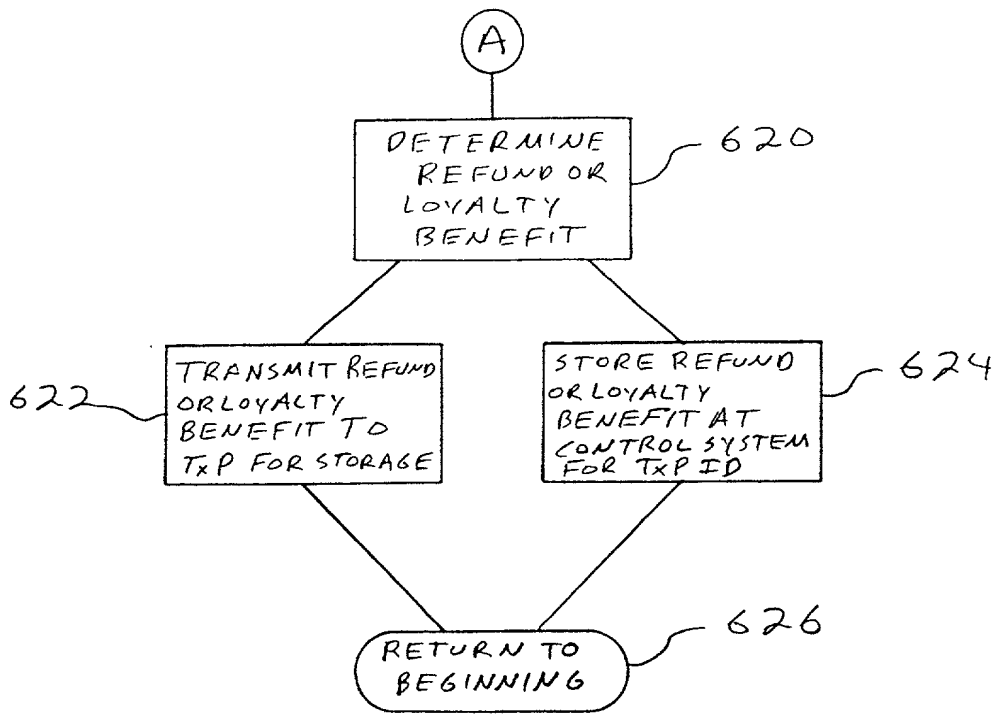 A
DETERMINE
REFUND OR
LOYALTY
BENEFIT
620
TRANSMIT REFUND
OR LOYALTY
BENEFIT TO
TxP FOR STORAGE
622
STORE REFUND
OR LOYALTY
BENEFIT AT
CONTROL SYSTEM
FOR TxP ID
624
RETURN TO
BEGINNING
626